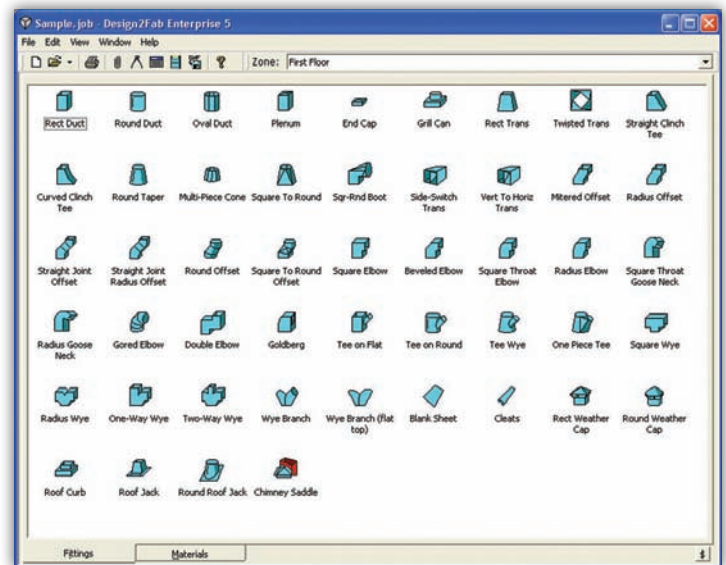 Sample.job - Design2Fab Enterprise 5
File Edit View Window Help
Zone: First Floor
Rect Duct Round Duct Oval Duct Plenum End Cap Grill Can Rect Trans Twisted Trans Straight Clinch
Tee
Curved Clinch Round Taper Multi-Piece Cone Square To Round Sqr-Rnd Boot Side-Switch Vert To Horiz Mitered Offset Radius Offset
Tee Trans Trans
Straight Joint Straight Joint Round Offset Square To Round Square Elbow Beveled Elbow Square Throat Radius Elbow Square Throat
Offset Radius Offset Offset Elbow Goose Neck
Radius Goose Gored Elbow Double Elbow Goldberg Tee on Flat Tee on Round Tee Wye One Piece Tee Square Wye
Neck
Radius Wye One-Way Wye Two-Way Wye Wye Branch Wye Branch (flat Blank Sheet Cleats Rect Weather Round Weather
top) Cap Cap
Roof Curb Roof Jack Round Roof Jack Chimney Saddle
Fittings Materials $